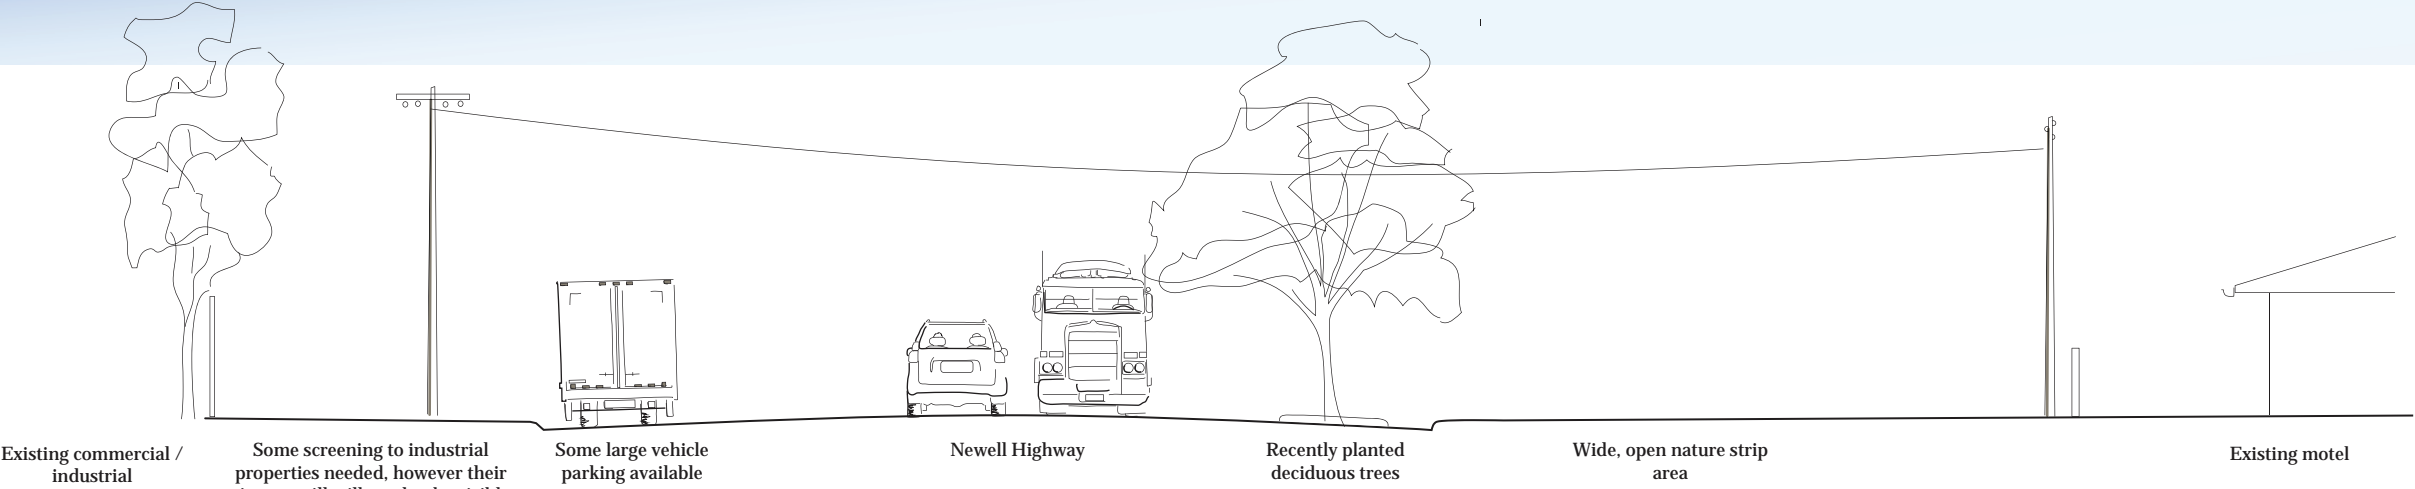 Existing commercial /
industrial
Some screening to industrial
properties needed, however their
Some large vehicle
parking available
Newell Highway
Recently planted
deciduous trees
Wide, open nature strip
area
Existing motel